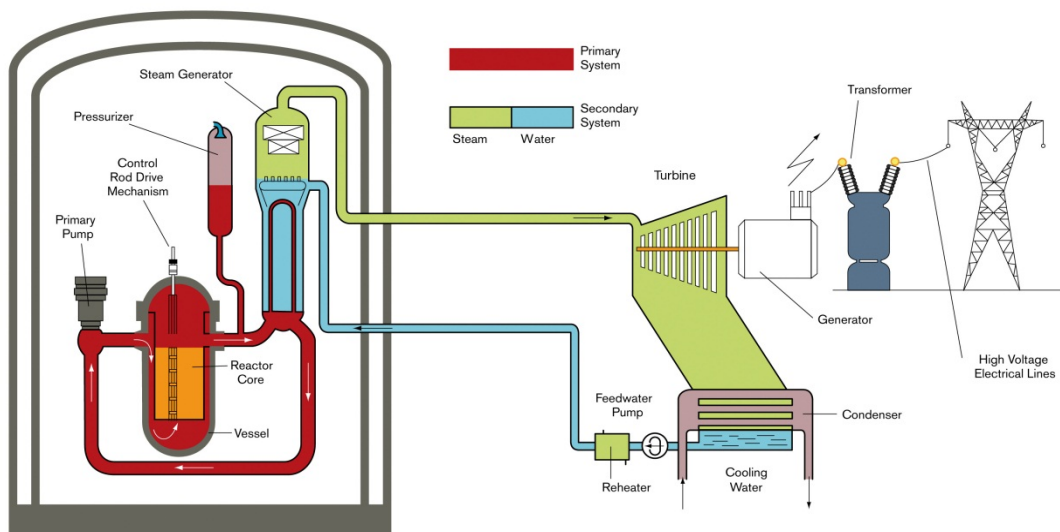 Primary
System
Steam Generator
Secondary
System
Steam
Water
Pressurizer
Control
Rod Drive
Mechanism
Primary
Pump
Reactor
Core
Vessel
Turbine
Transformer
Generator
High Voltage
Electrical Lines
Feedwater
Pump
Condenser
Reheater
Cooling
Water